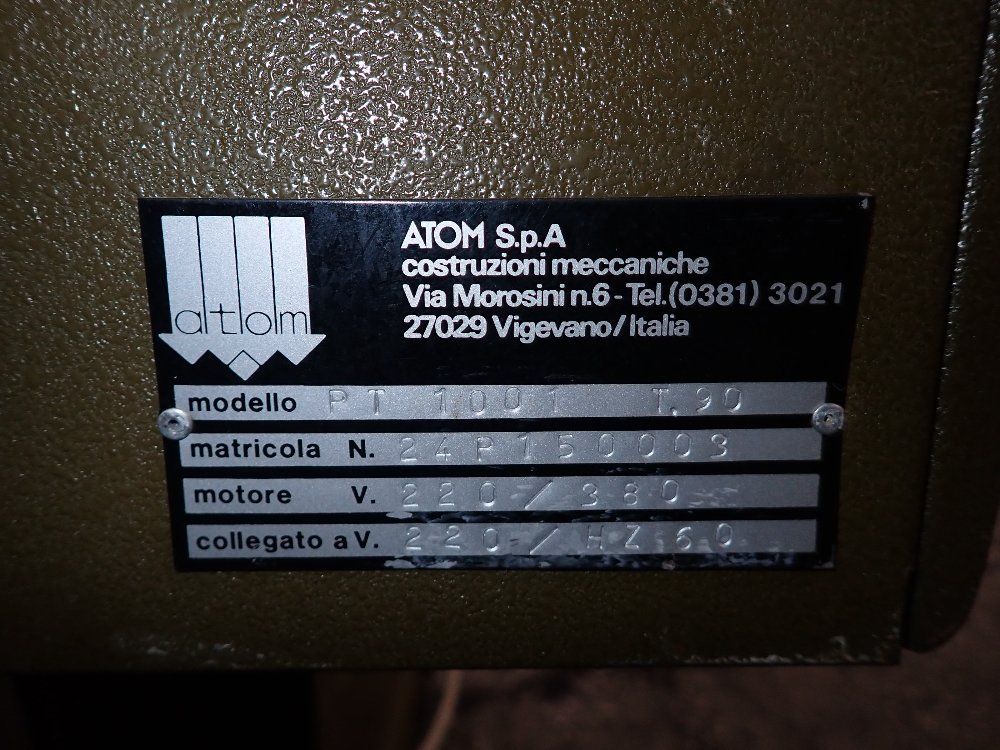 atom
ATOM S.p.A
costruzioni meccaniche
Via Morosini n.6 - Tel.(0381) 3021
27029 Vigevano/Italia
modello PT 1001 T.90
matricola N. 24P150003
motore V. 220/380
collegato a V. 220/HZ60